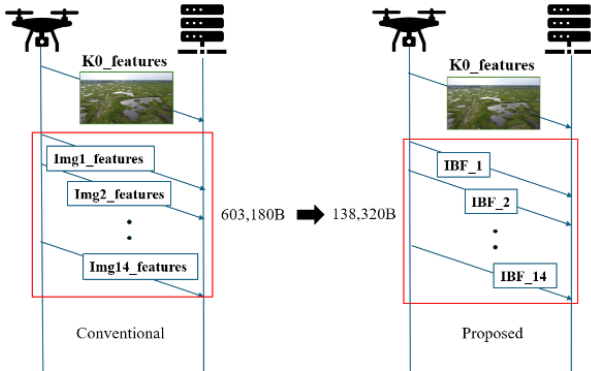 K0_features
Img1_features
Img2_features
Img14_features
Conventional
603,180B
138,320B
K0_features
IBF_1
IBF_2
IBF_14
Proposed